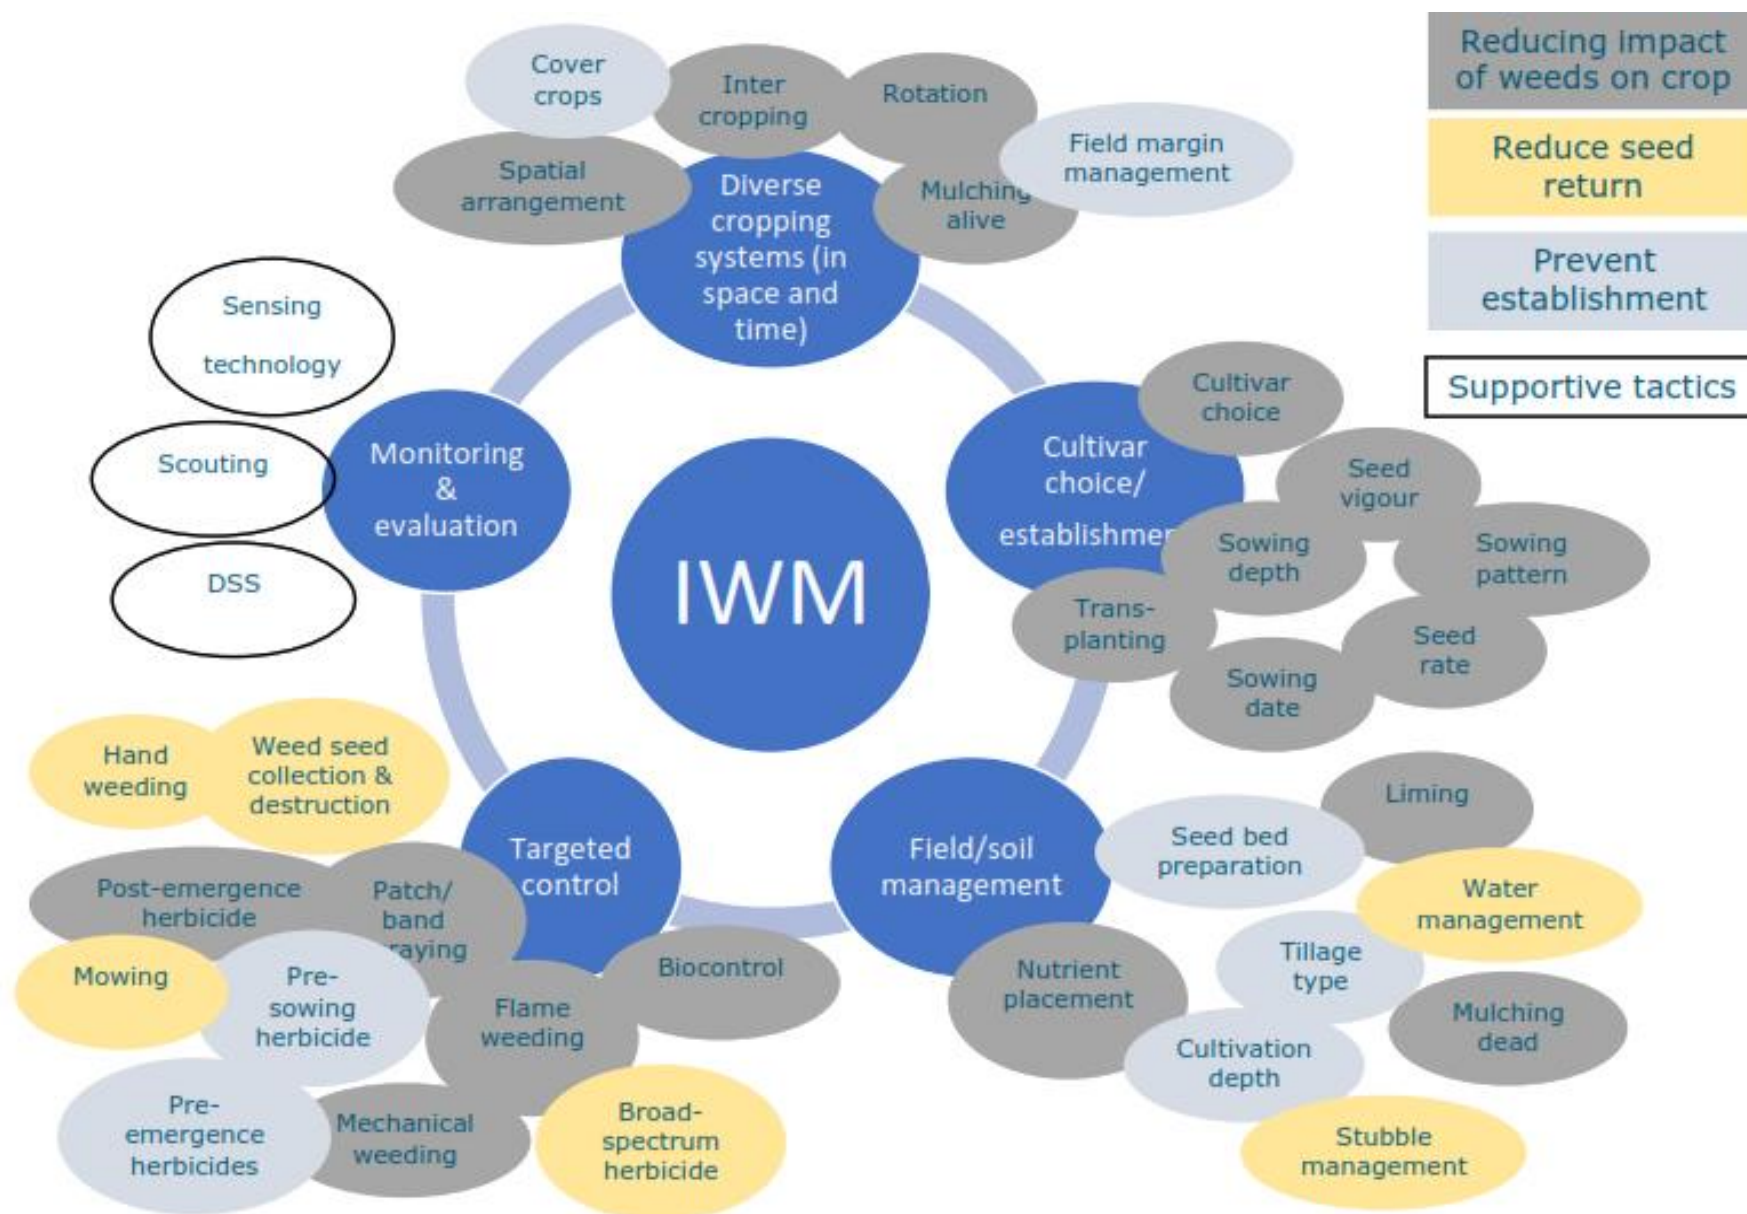 Reducing impact
of weeds on crop
Reduce seed
return
Prevent
establishment
Supportive tactics
Cover
crops
Inter
cropping
Rotation
Field margin
management
Spatial
arrangement
Mulching
alive
Diverse
cropping
systems (in
space and
time)
Sensing
technology
Scouting
DSS
Monitoring
&
evaluation
IWM
Cultivar
choice/
establishmen
Cultivar
choice
Seed
vigour
Sowing
depth
Sowing
pattern
Trans-
planting
Seed
rate
Sowing
date
Field/soil
management
Seed bed
preparation
Liming
Water
management
Tillage
type
Nutrient
placement
Mulching
dead
Cultivation
depth
Stubble
management
Targeted
control
Hand
weeding
Weed seed
collection &
destruction
Post-emergence
herbicide
Patch/
band
raying
Mowing
Pre-
sowing
herbicide
Flame
weeding
Biocontrol
Pre-
emergence
herbicides
Mechanical
weeding
Broad-
spectrum
herbicide